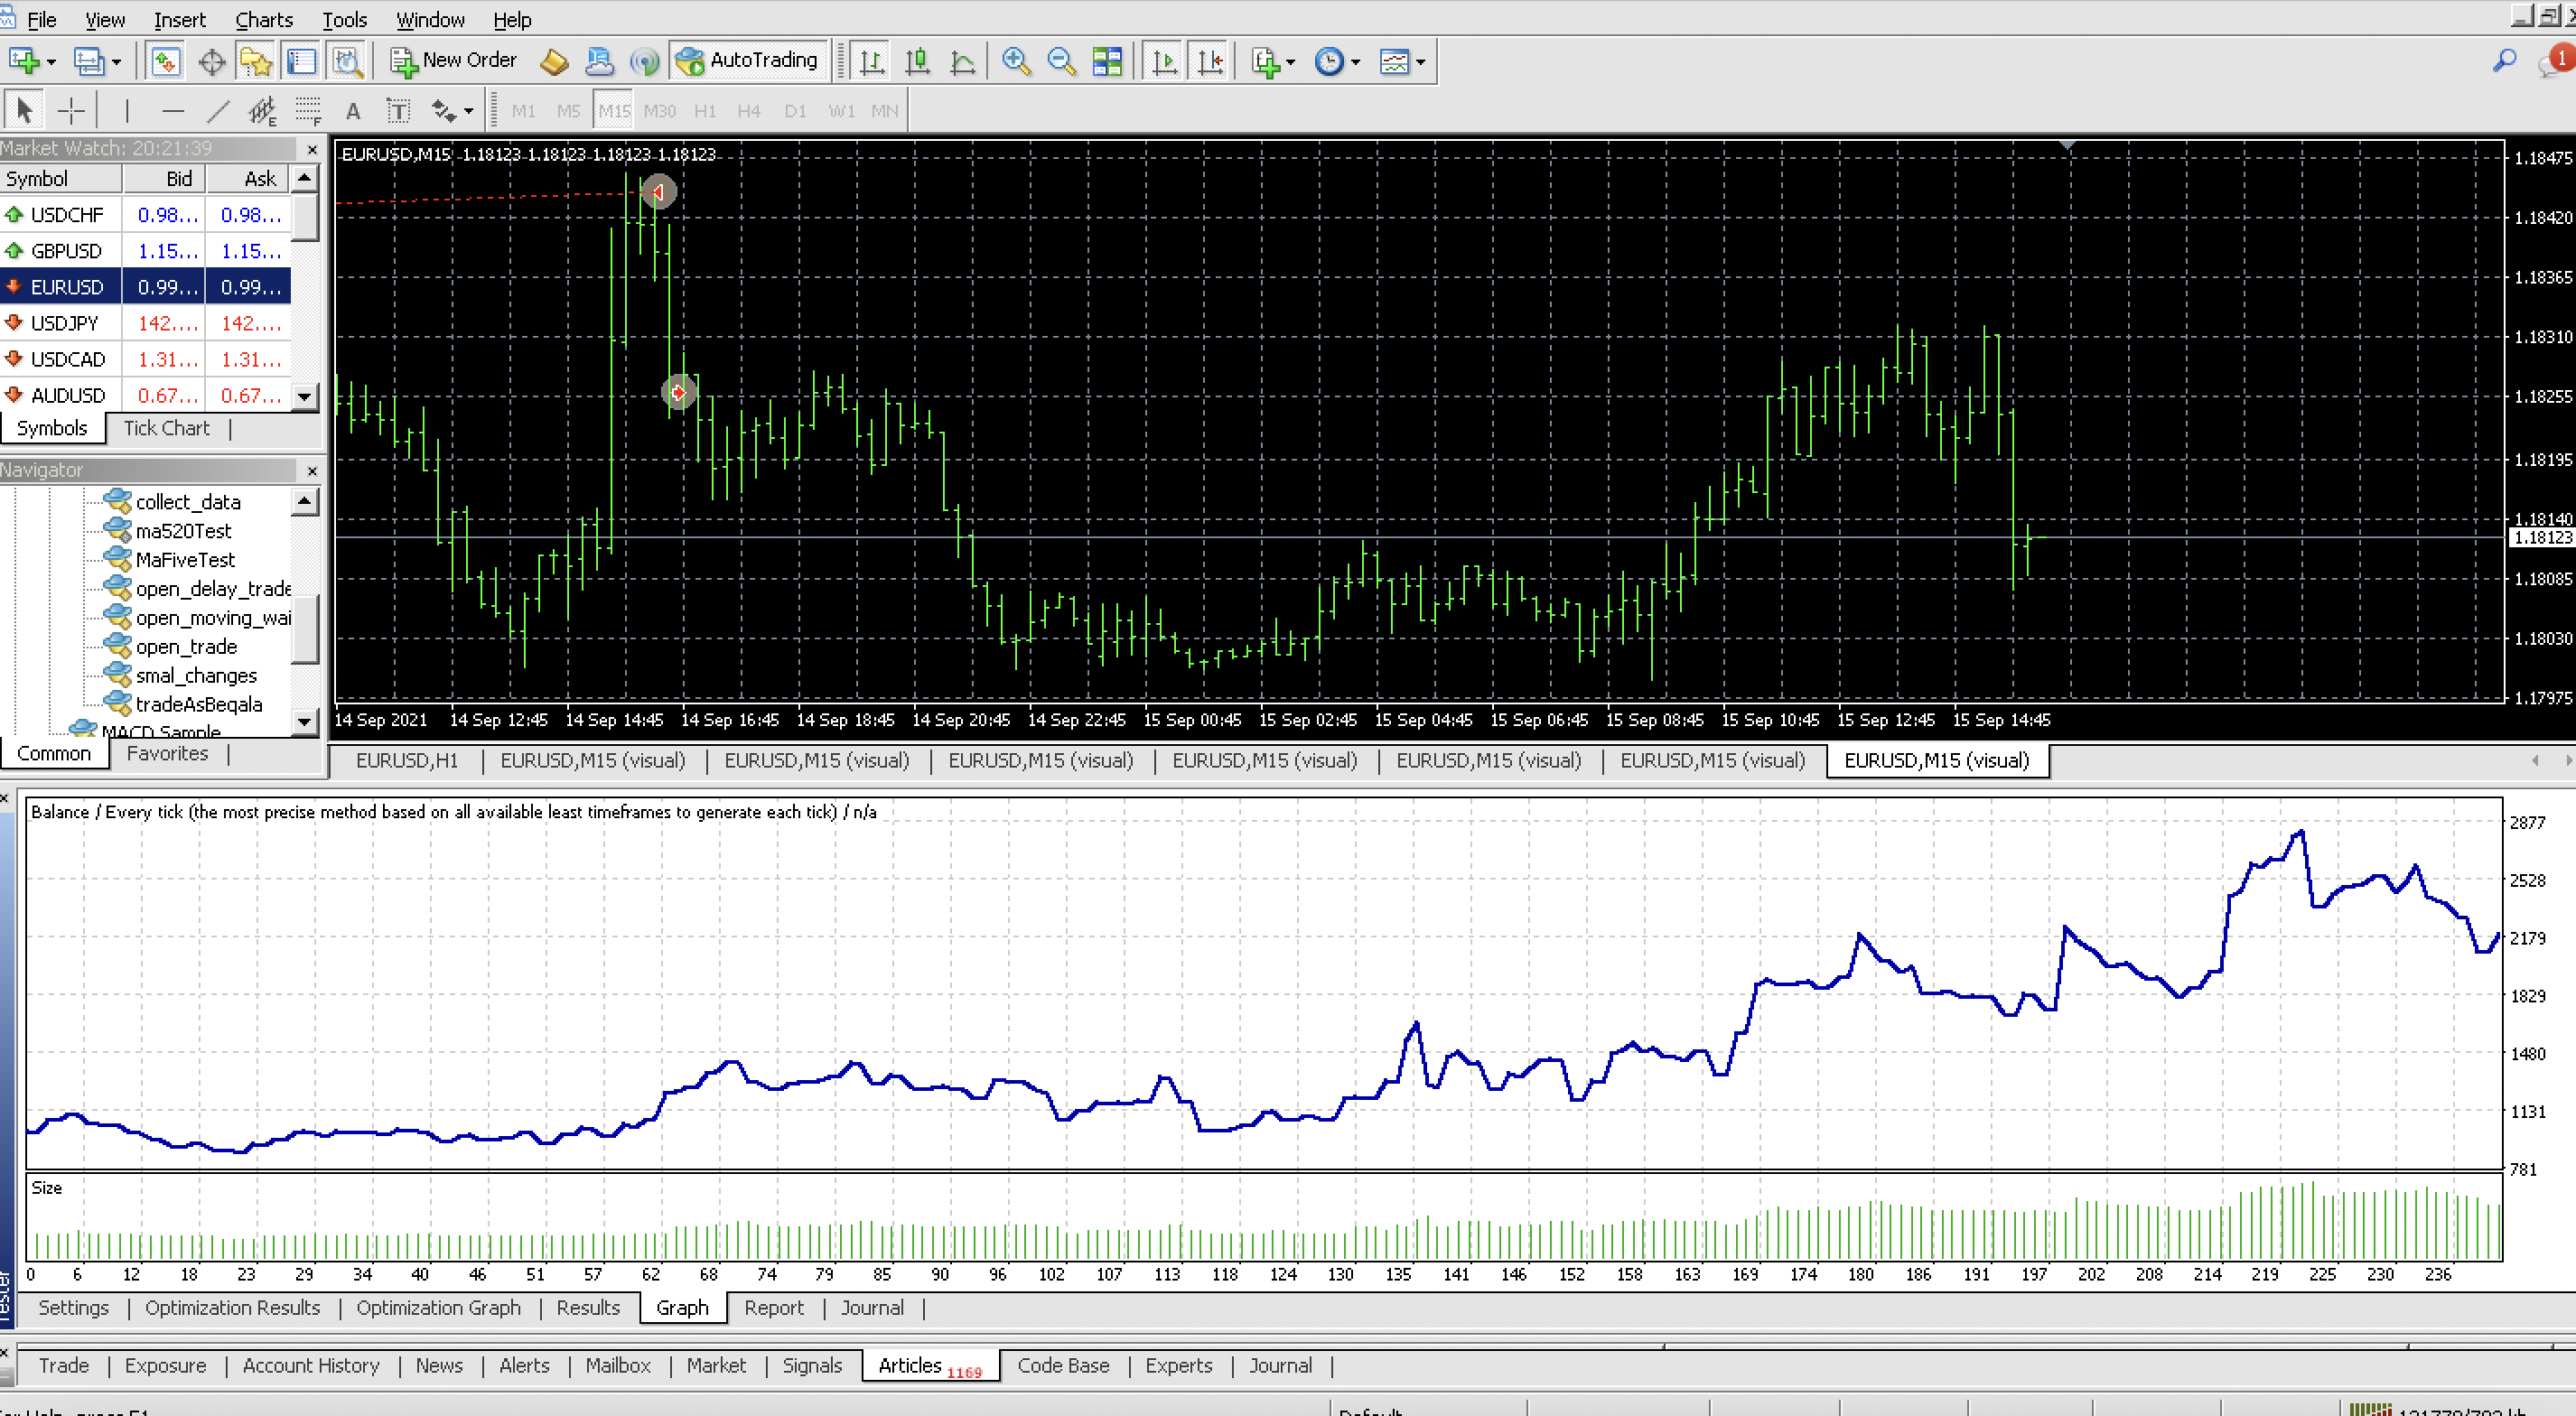 File View Insert Charts Tools Window Help
New Order AutoTrading 1
E F A T M1 M5 M15 M30 H1 H4 D1 W1 MN
Market Watch: 20:21:39
Symbol Bid Ask
USDCHF 0.98... 0.98...
GBPUSD 1.15... 1.15...
EURUSD 0.99... 0.99...
USDJPY 142.... 142....
USDCAD 1.31... 1.31...
AUDUSD 0.67... 0.67...
Symbols Tick Chart
Navigator
collect_data
ma520Test
MaFiveTest
open_delay_trade
open_moving_wai
open_trade
smal_changes
tradeAsBeqala
MACD Sample
Common Favorites
EURUSD,M15 1.18123 1.18123 1.18123 1.18123
1.18475
1.18420
1.18365
1.18310
1.18255
1.18195
1.18140
1.18123
1.18085
1.18030
1.17975
14 Sep 2021 14 Sep 12:45 14 Sep 14:45 14 Sep 16:45 14 Sep 18:45 14 Sep 20:45 14 Sep 22:45 15 Sep 00:45 15 Sep 02:45 15 Sep 04:45 15 Sep 06:45 15 Sep 08:45 15 Sep 10:45 15 Sep 12:45 15 Sep 14:45
EURUSD,H1 EURUSD,M15 (visual) EURUSD,M15 (visual) EURUSD,M15 (visual) EURUSD,M15 (visual) EURUSD,M15 (visual) EURUSD,M15 (visual) EURUSD,M15 (visual)
Balance / Every tick (the most precise method based on all available least timeframes to generate each tick) / n/a
2877
2528
2179
1829
1480
1131
781
Size
0 6 12 18 23 29 34 40 46 51 57 62 68 74 79 85 90 96 102 107 113 118 124 130 135 141 146 152 158 163 169 174 180 186 191 197 202 208 214 219 225 230 236
Settings Optimization Results Optimization Graph Results Graph Report Journal
Trade Exposure Account History News Alerts Mailbox Market Signals Articles 1169 Code Base Experts Journal